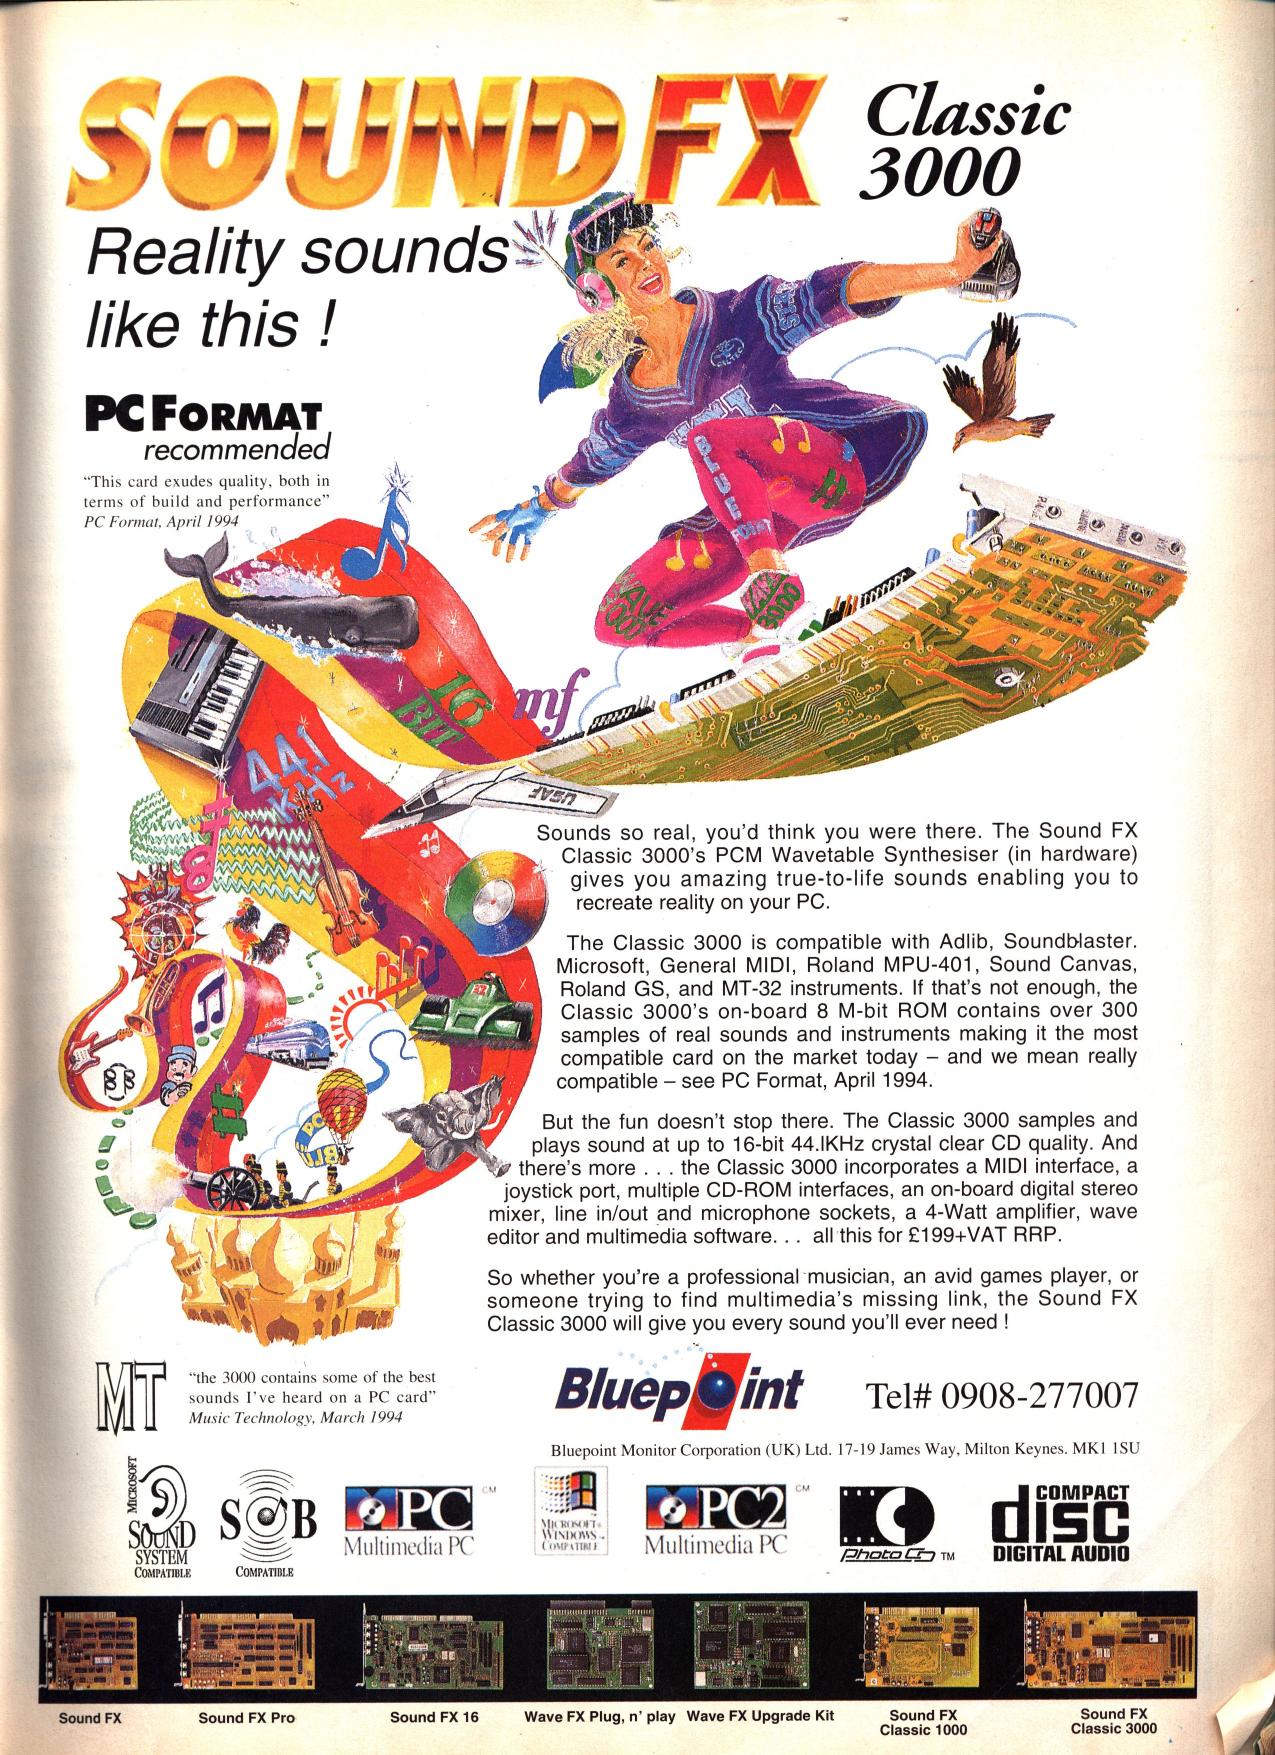 SOUND FX Classic
3000
Reality sounds
like this !
PC FORMAT
recommended
“This card exudes quality, both in
terms of build and performance”
PC Format, April 1994
16
BIT
mf
44.1
KHz
USAF
BLUE
POINT
WAVE
3000
3000
Sounds so real, you'd think you were there. The Sound FX
Classic 3000's PCM Wavetable Synthesiser (in hardware)
gives you amazing true-to-life sounds enabling you to
recreate reality on your PC.
The Classic 3000 is compatible with Adlib, Soundblaster.
Microsoft, General MIDI, Roland MPU-401, Sound Canvas,
Roland GS, and MT-32 instruments. If that's not enough, the
Classic 3000's on-board 8 M-bit ROM contains over 300
samples of real sounds and instruments making it the most
compatible card on the market today – and we mean really
compatible – see PC Format, April 1994.
But the fun doesn't stop there. The Classic 3000 samples and
plays sound at up to 16-bit 44.IKHz crystal clear CD quality. And
there's more . . . the Classic 3000 incorporates a MIDI interface, a
joystick port, multiple CD-ROM interfaces, an on-board digital stereo
mixer, line in/out and microphone sockets, a 4-Watt amplifier, wave
editor and multimedia software. . . all this for £199+VAT RRP.
So whether you're a professional musician, an avid games player, or
someone trying to find multimedia's missing link, the Sound FX
Classic 3000 will give you every sound you'll ever need !
MT
“the 3000 contains some of the best
sounds I've heard on a PC card”
Music Technology, March 1994
Bluepoint
Tel# 0908-277007
Bluepoint Monitor Corporation (UK) Ltd. 17-19 James Way, Milton Keynes. MK1 1SU
MICROSOFT
SOUND
SYSTEM
COMPATIBLE
SB
COMPATIBLE
PC CM
Multimedia PC
MICROSOFT®
WINDOWS™
COMPATIBLE
PC2 CM
Multimedia PC
Photo CD TM
COMPACT
disc
DIGITAL AUDIO
Sound FX
Sound FX Pro
Sound FX 16
Wave FX Plug, n' play
Wave FX Upgrade Kit
Sound FX
Classic 1000
Sound FX
Classic 3000